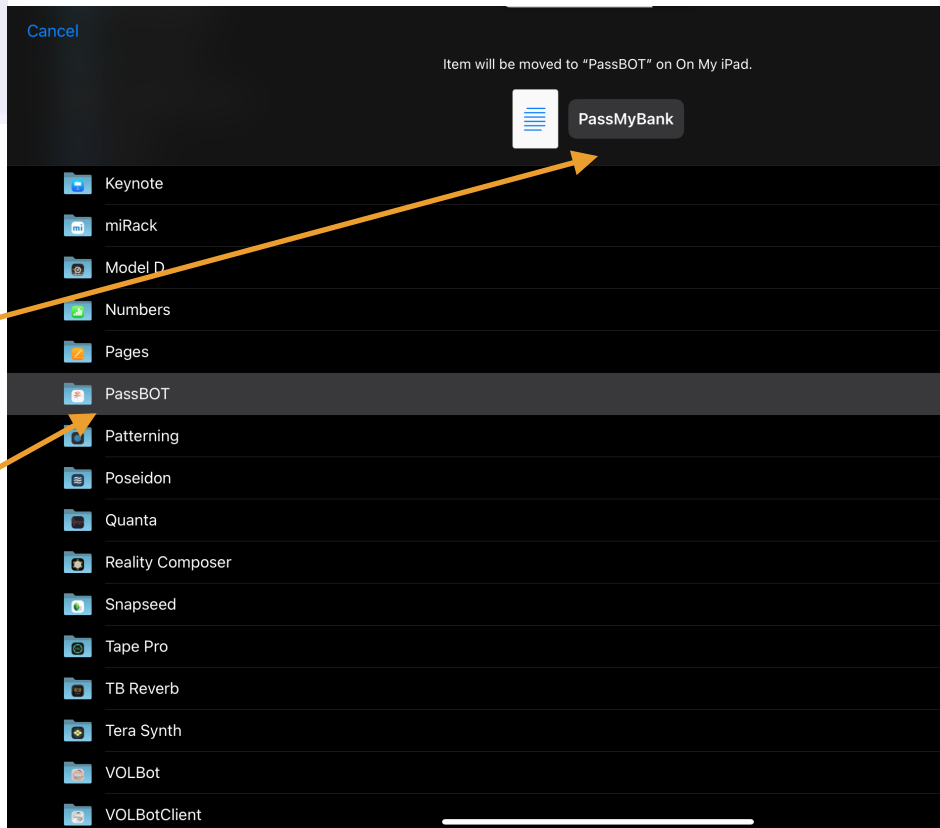 Cancel
Item will be moved to “PassBOT” on On My iPad.
PassMyBank
Keynote
miRack
Model D
Numbers
Pages
PassBOT
Patterning
Poseidon
Quanta
Reality Composer
Snapseed
Tape Pro
TB Reverb
Tera Synth
VOLBot
VOLBotClient